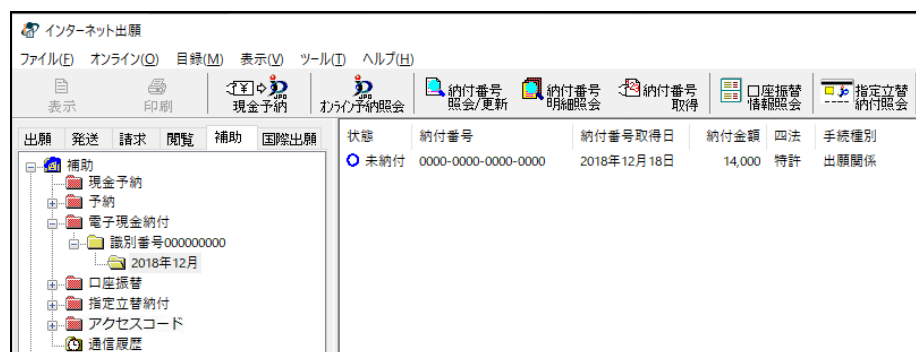 インターネット出願
ファイル(F) オンライン(O) 目録(M) 表示(V) ツール(T) ヘルプ(H)
表示
印刷
現金予納
オンライン予納照会
納付番号
照会/更新
納付番号
明細照会
納付番号
取得
口座振替
情報照会
指定立替
納付照会
出願 発送 請求 閲覧 補助 国際出願
補助
現金予納
予納
電子現金納付
識別番号000000000
2018年12月
口座振替
指定立替納付
アクセスコード
通信履歴
状態 納付番号 納付番号取得日 納付金額 四法 手続種別
未納付 0000-0000-0000-0000 2018年12月18日 14,000 特許 出願関係